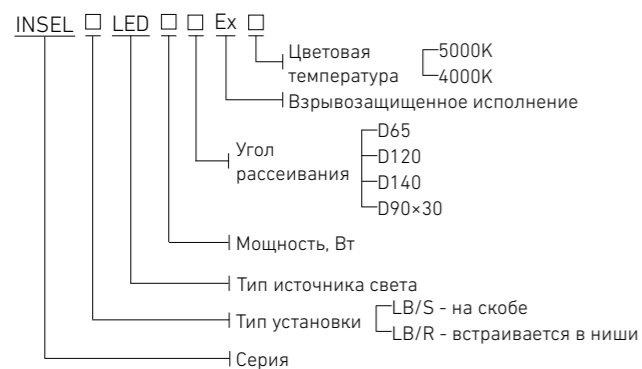 INSEL □ LED □ □ Ex □
Цветовая
температура
5000K
4000K
Взрывозащищенное исполнение
Угол
рассеивания
D65
D120
D140
D90×30
Мощность, Вт
Тип источника света
Тип установки
LB/S - на скобе
LB/R - встраивается в ниши
Серия